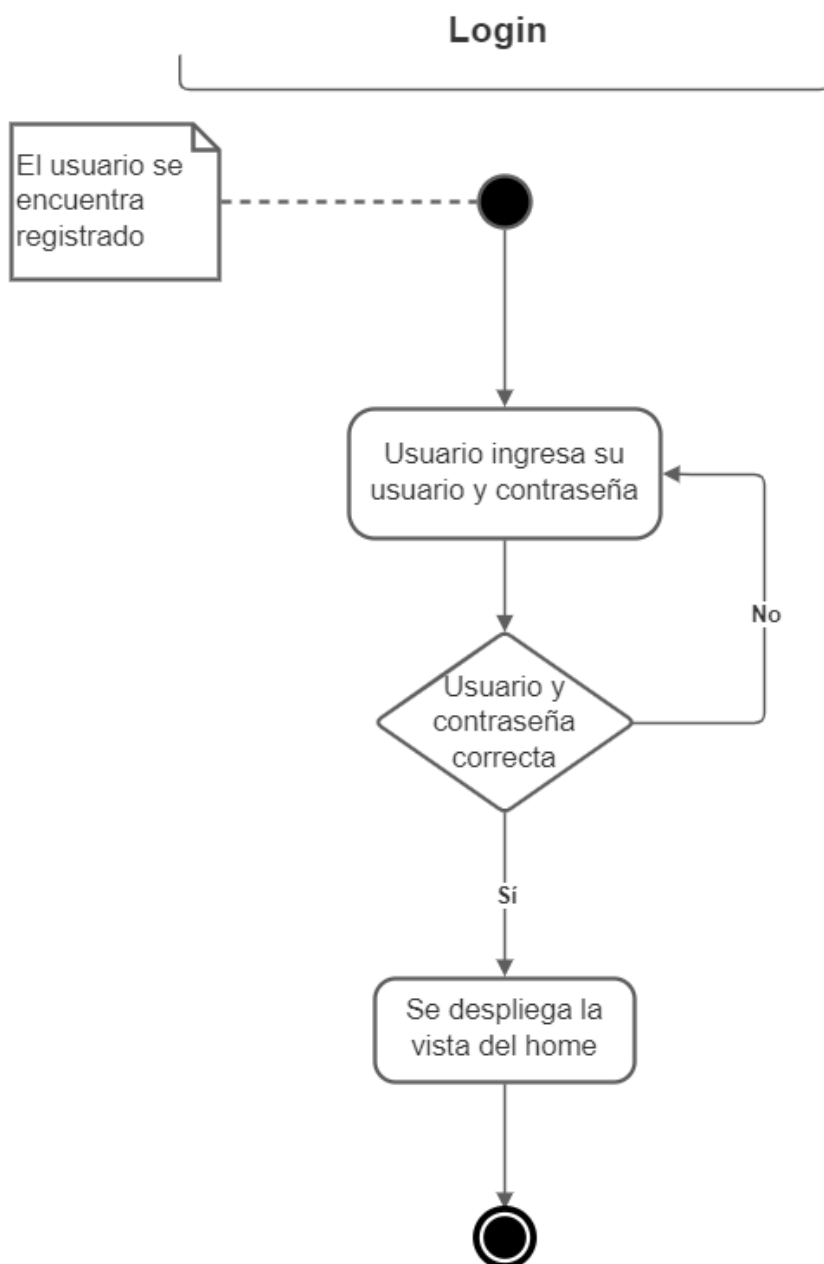 Login
El usuario se
encuentra
registrado
Usuario ingresa su
usuario y contraseña
No
Usuario y
contraseña
correcta
Sí
Se despliega la
vista del home